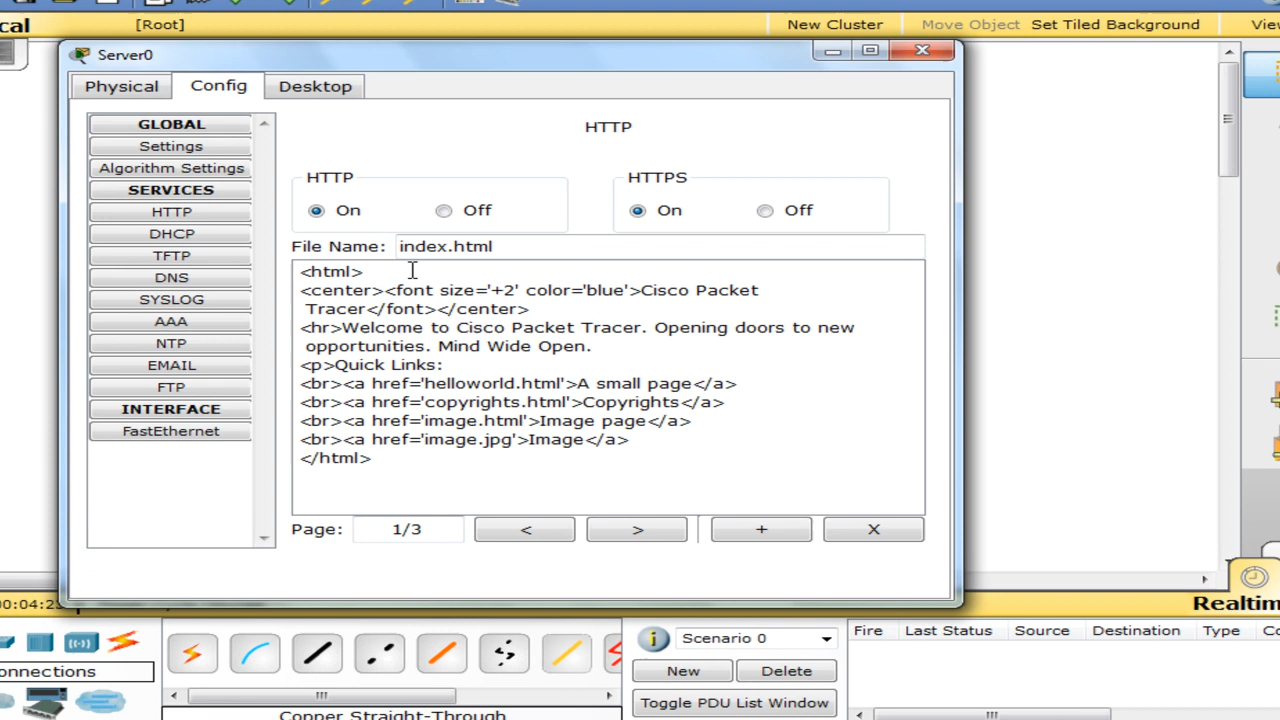 cal
[Root]
New Cluster
Move Object
Set Tiled Background
View
Server0
Physical
Config
Desktop
GLOBAL
Settings
Algorithm Settings
SERVICES
HTTP
DHCP
TFTP
DNS
SYSLOG
AAA
NTP
EMAIL
FTP
INTERFACE
FastEthernet
HTTP
HTTP
On
Off
HTTPS
On
Off
File Name: index.html
<html>
<center><font size='+2' color='blue'>Cisco Packet
Tracer</font></center>
<hr>Welcome to Cisco Packet Tracer. Opening doors to new
opportunities. Mind Wide Open.
<p>Quick Links:
<br><a href='helloworld.html'>A small page</a>
<br><a href='copyrights.html'>Copyrights</a>
<br><a href='image.html'>Image page</a>
<br><a href='image.jpg'>Image</a>
</html>
Page: 1/3 < > + X
Realtim
onnections
Copper Straight-Through
Scenario 0
New
Delete
Toggle PDU List Window
Fire Last Status Source Destination Type Co